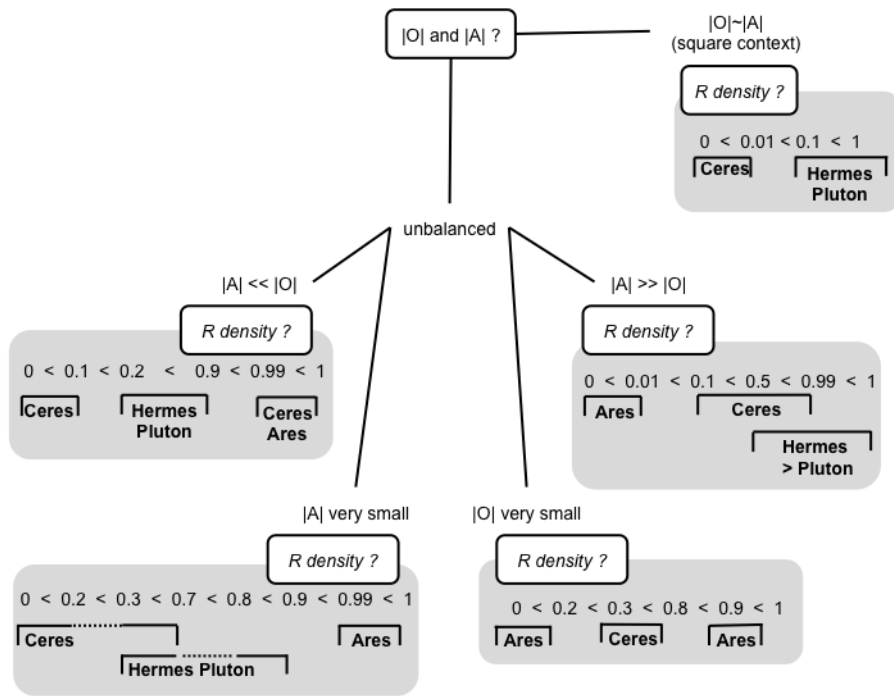 |O| and |A| ?
|O|~|A|
(square context)
R density ?
0 < 0.01 < 0.1 < 1
Ceres
Hermes
Pluton
unbalanced
|A| << |O|
R density ?
0 < 0.1 < 0.2 < 0.9 < 0.99 < 1
Ceres
Hermes
Pluton
Ceres
Ares
|A| >> |O|
R density ?
0 < 0.01 < 0.1 < 0.5 < 0.99 < 1
Ares
Ceres
Hermes
> Pluton
|A| very small
R density ?
0 < 0.2 < 0.3 < 0.7 < 0.8 < 0.9 < 0.99 < 1
Ceres
Hermes Pluton
Ares
|O| very small
R density ?
0 < 0.2 < 0.3 < 0.8 < 0.9 < 1
Ares
Ceres
Ares